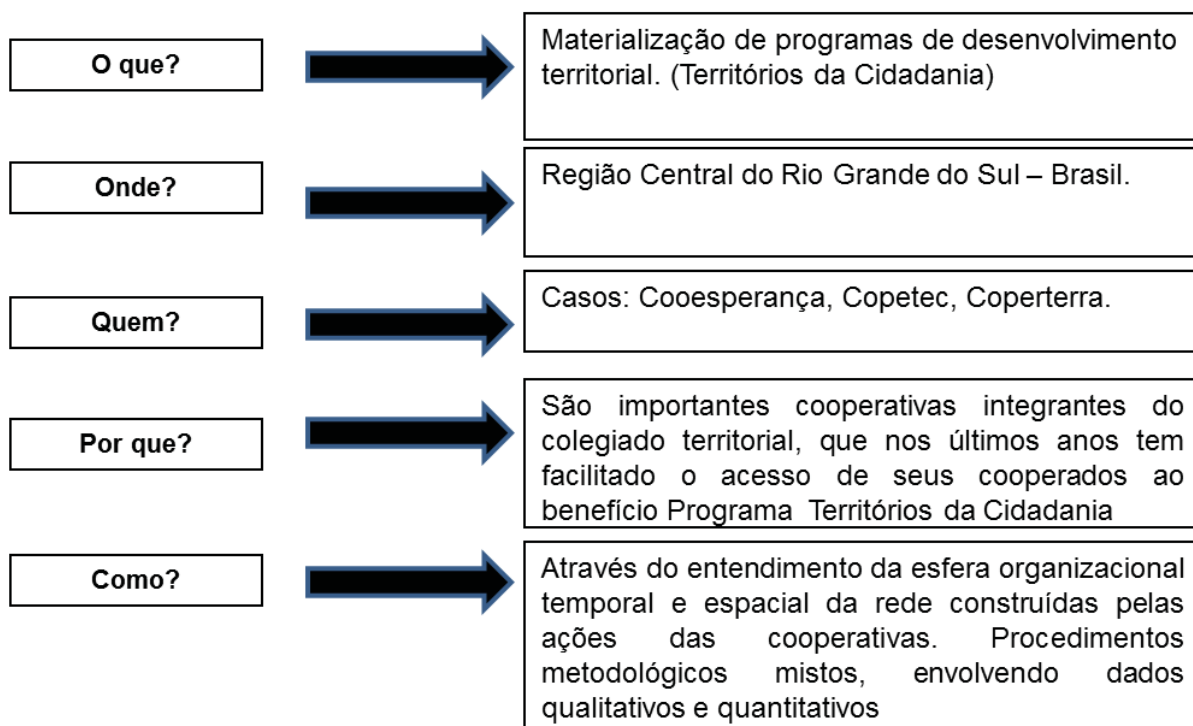 O que?
Materialização de programas de desenvolvimento
territorial. (Territórios da Cidadania)
Onde?
Região Central do Rio Grande do Sul – Brasil.
Quem?
Casos: Cooesperança, Copetec, Coperterra.
Por que?
São importantes cooperativas integrantes do
colegiado territorial, que nos últimos anos tem
facilitado o acesso de seus cooperados ao
benefício Programa Territórios da Cidadania
Como?
Através do entendimento da esfera organizacional
temporal e espacial da rede construídas pelas
ações das cooperativas. Procedimentos
metodológicos mistos, envolvendo dados
qualitativos e quantitativos